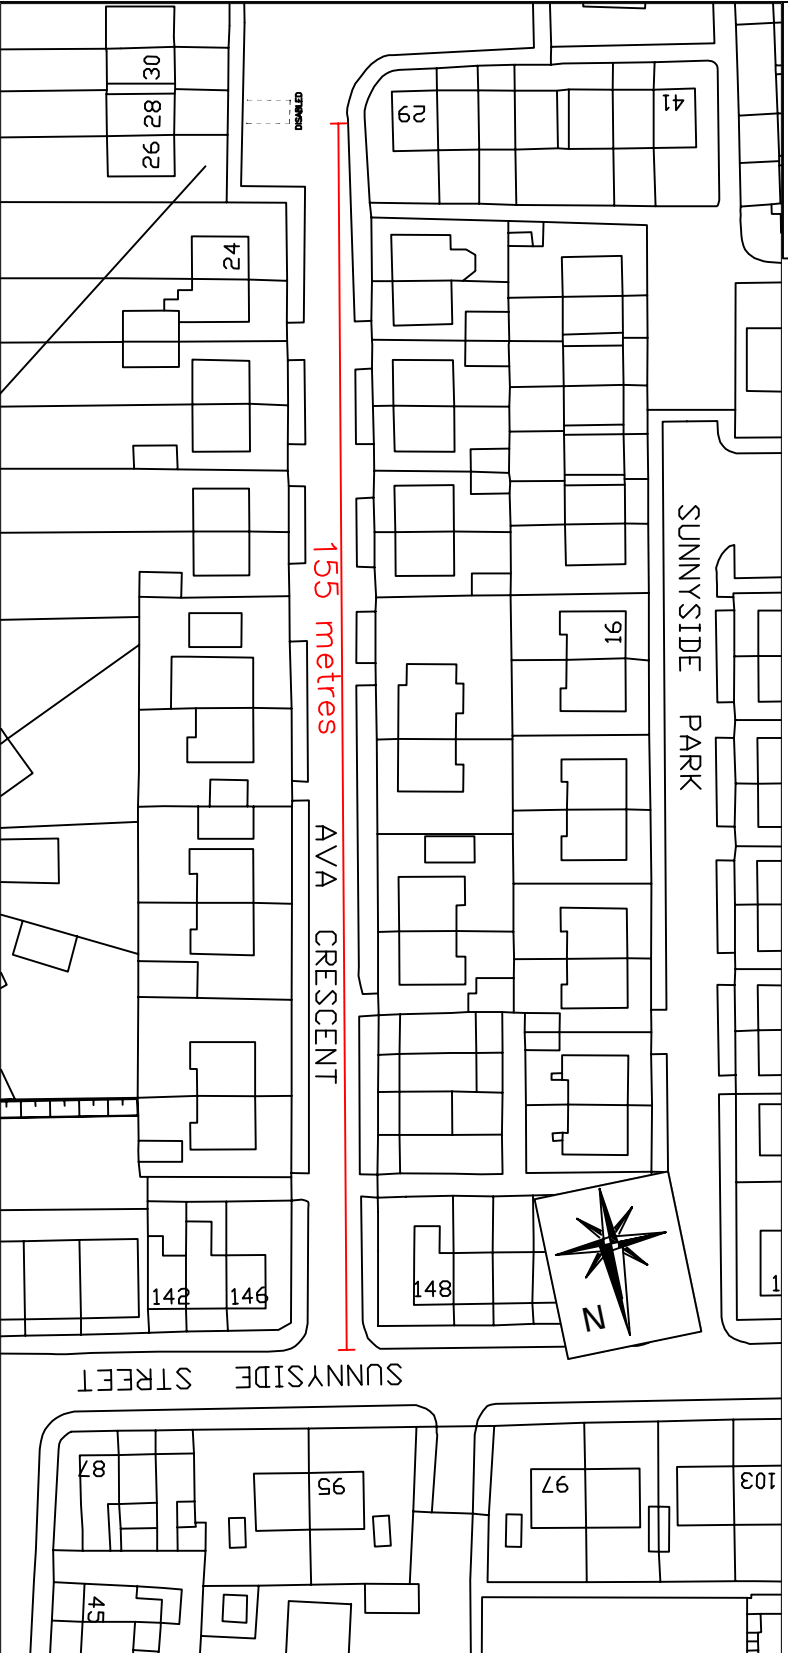 30
28
26
DISABLED
29
41
24
155 metres
SUNNYSIDE PARK
16
AVA CRESCENT
142
146
148
N
1
SUNNYSIDE STREET
87
95
97
103
45